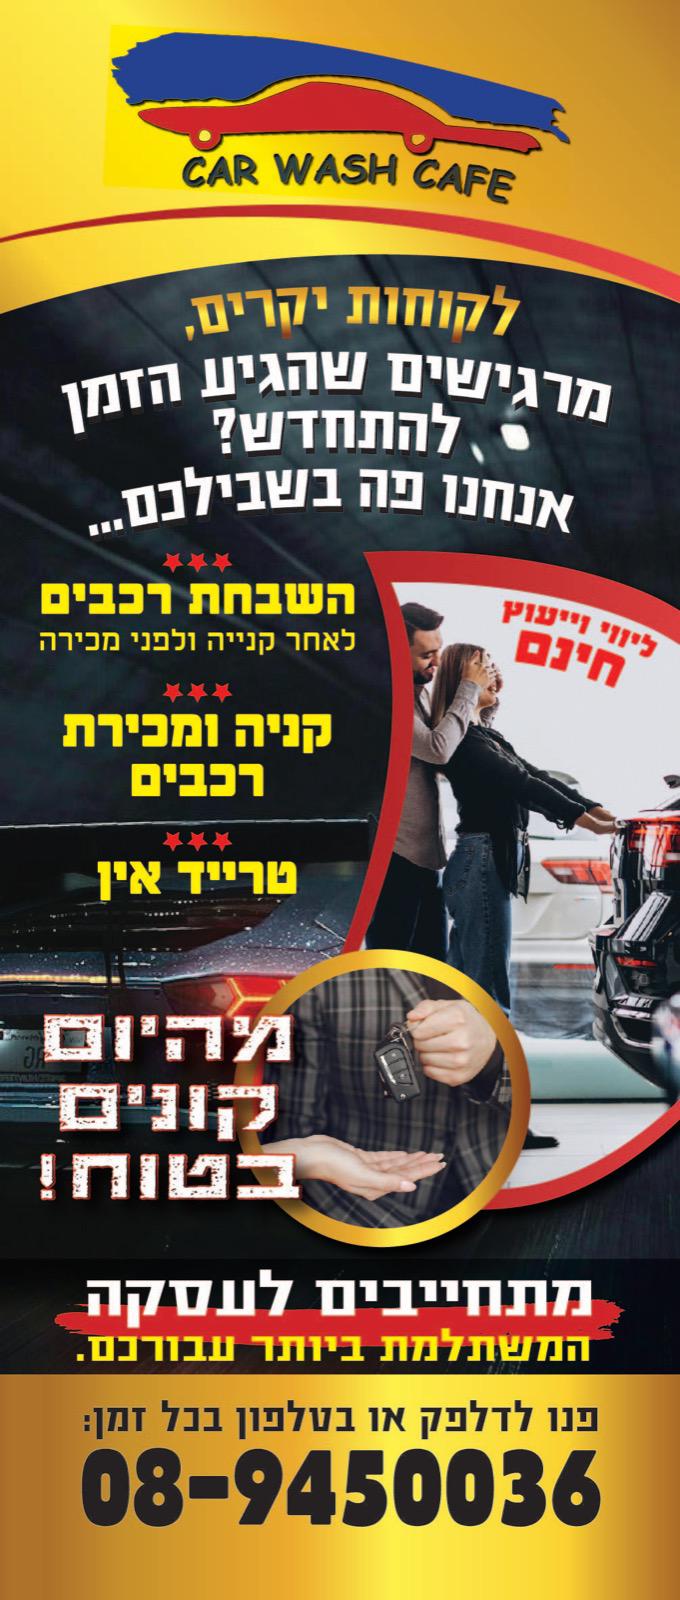 CAR WASH CAFE
לקוחות יקרים,
מרגישים שהגיע הזמן
להתחדש?
אנחנו פה בשבילכם...
השבחת רכבים
לאחר קנייה ולפני מכירה
קניה ומכירת
רכבים
טרייד אין
ליווי וייעוץ
חינם
מהיום
קונים
בטוח!
מתחייבים לעסקה
המשתלמת ביותר עבורכם.
פנו לדלפק או בטלפון בכל זמן:
08-9450036